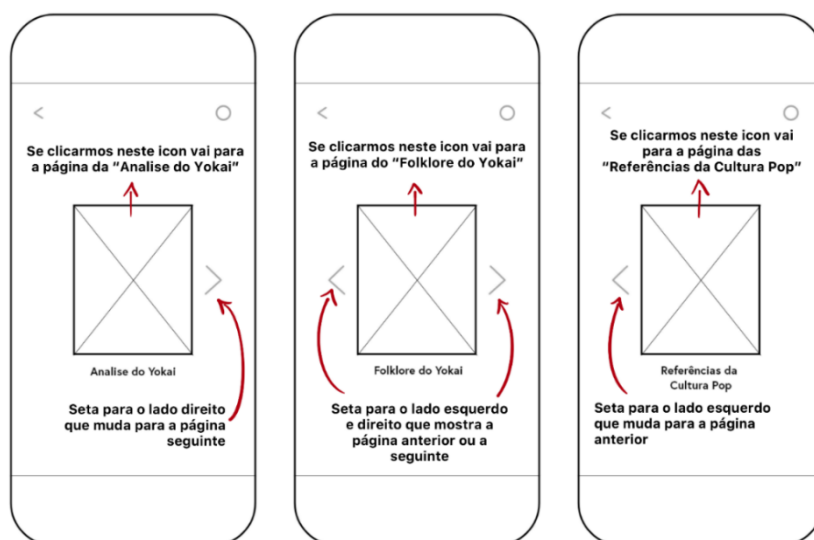 Se clicarmos neste icon vai para
a página da “Analise do Yokai”
Analise do Yokai
Seta para o lado direito
que muda para a página
seguinte
Se clicarmos neste icon vai para
a página do “Folklore do Yokai”
Folklore do Yokai
Seta para o lado esquerdo
e direito que mostra a
página anterior ou a
seguinte
Se clicarmos neste icon vai
para a página das
“Referências da Cultura Pop”
Referências da
Cultura Pop
Seta para o lado esquerdo
que muda para a página
anterior